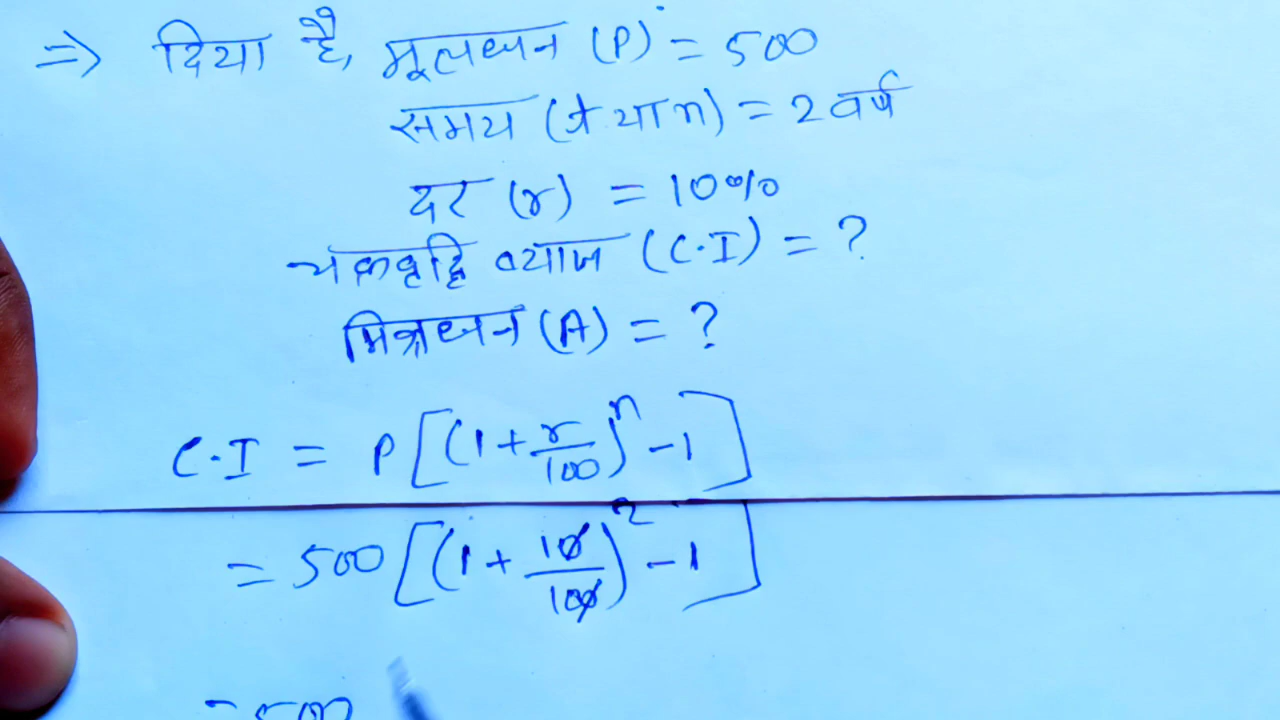 => दिया है, मूलधन (P) = 500
समय (t या n) = 2 वर्ष
दर (r) = 10%
चक्रवृद्धि ब्याज (C.I) = ?
मिश्रधन (A) = ?
C.I = P[(1+r/100)^n -1]
= 500[(1+10/100)^2 -1]
= 500